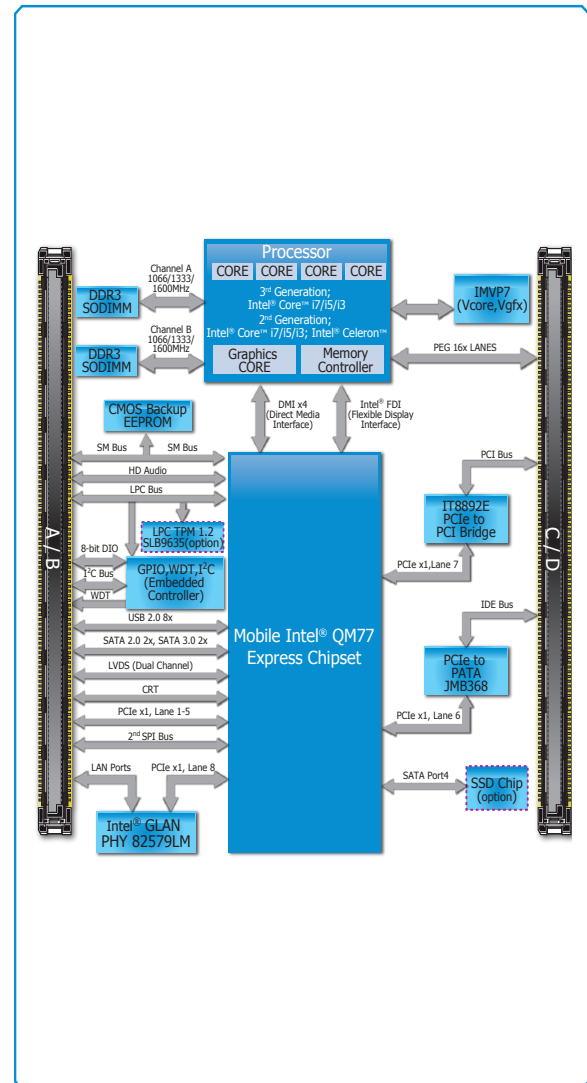 Processor
CORE CORE CORE CORE
3rd Generation;
Intel® Core™ i7/i5/i3
2nd Generation;
Intel® Core™ i7/i5/i3; Intel® Celeron™
Graphics
CORE
Memory
Controller
Channel A
1066/1333/
1600MHz
DDR3
SODIMM
Channel B
1066/1333/
1600MHz
DDR3
SODIMM
IMVP7
(Vcore,Vgfx)
PEG 16x LANES
DMI x4
(Direct Media
Interface)
Intel® FDI
(Flexible Display
Interface)
CMOS Backup
EEPROM
SM Bus
SM Bus
HD Audio
LPC Bus
LPC TPM 1.2
SLB9635(option)
8-bit DIO
I2C Bus
WDT
GPIO,WDT,I2C
(Embedded
Controller)
USB 2.0 8x
SATA 2.0 2x, SATA 3.0 2x
LVDS (Dual Channel)
CRT
PCIe x1, Lane 1-5
2nd SPI Bus
LAN Ports
PCIe x1, Lane 8
Intel® GLAN
PHY 82579LM
Mobile Intel® QM77
Express Chipset
PCI Bus
IT8892E
PCIe to
PCI Bridge
PCIe x1,Lane 7
IDE Bus
PCIe to
PATA
JMB368
PCIe x1, Lane 6
SATA Port4
SSD Chip
(option)
A / B
C / D